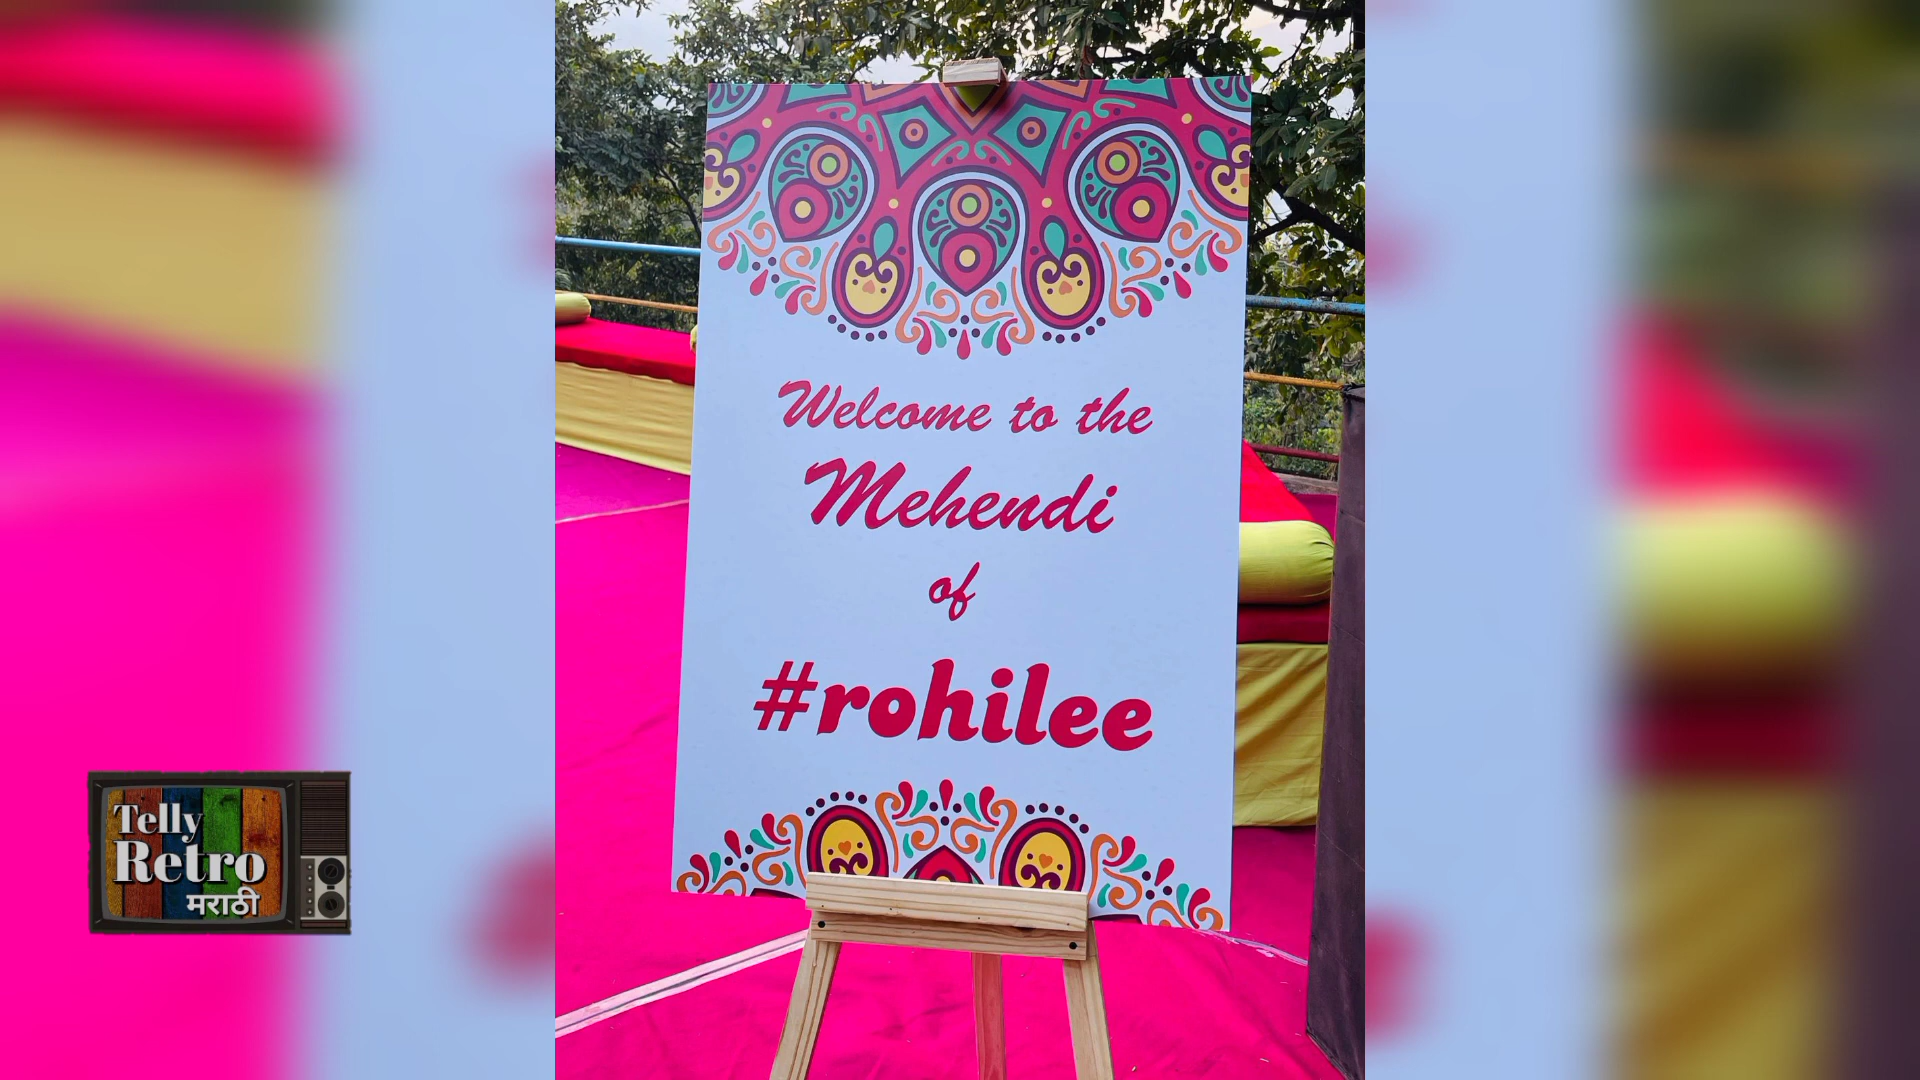 Welcome to the
Mehendi
of
#rohilee
Telly
Retro
मराठी